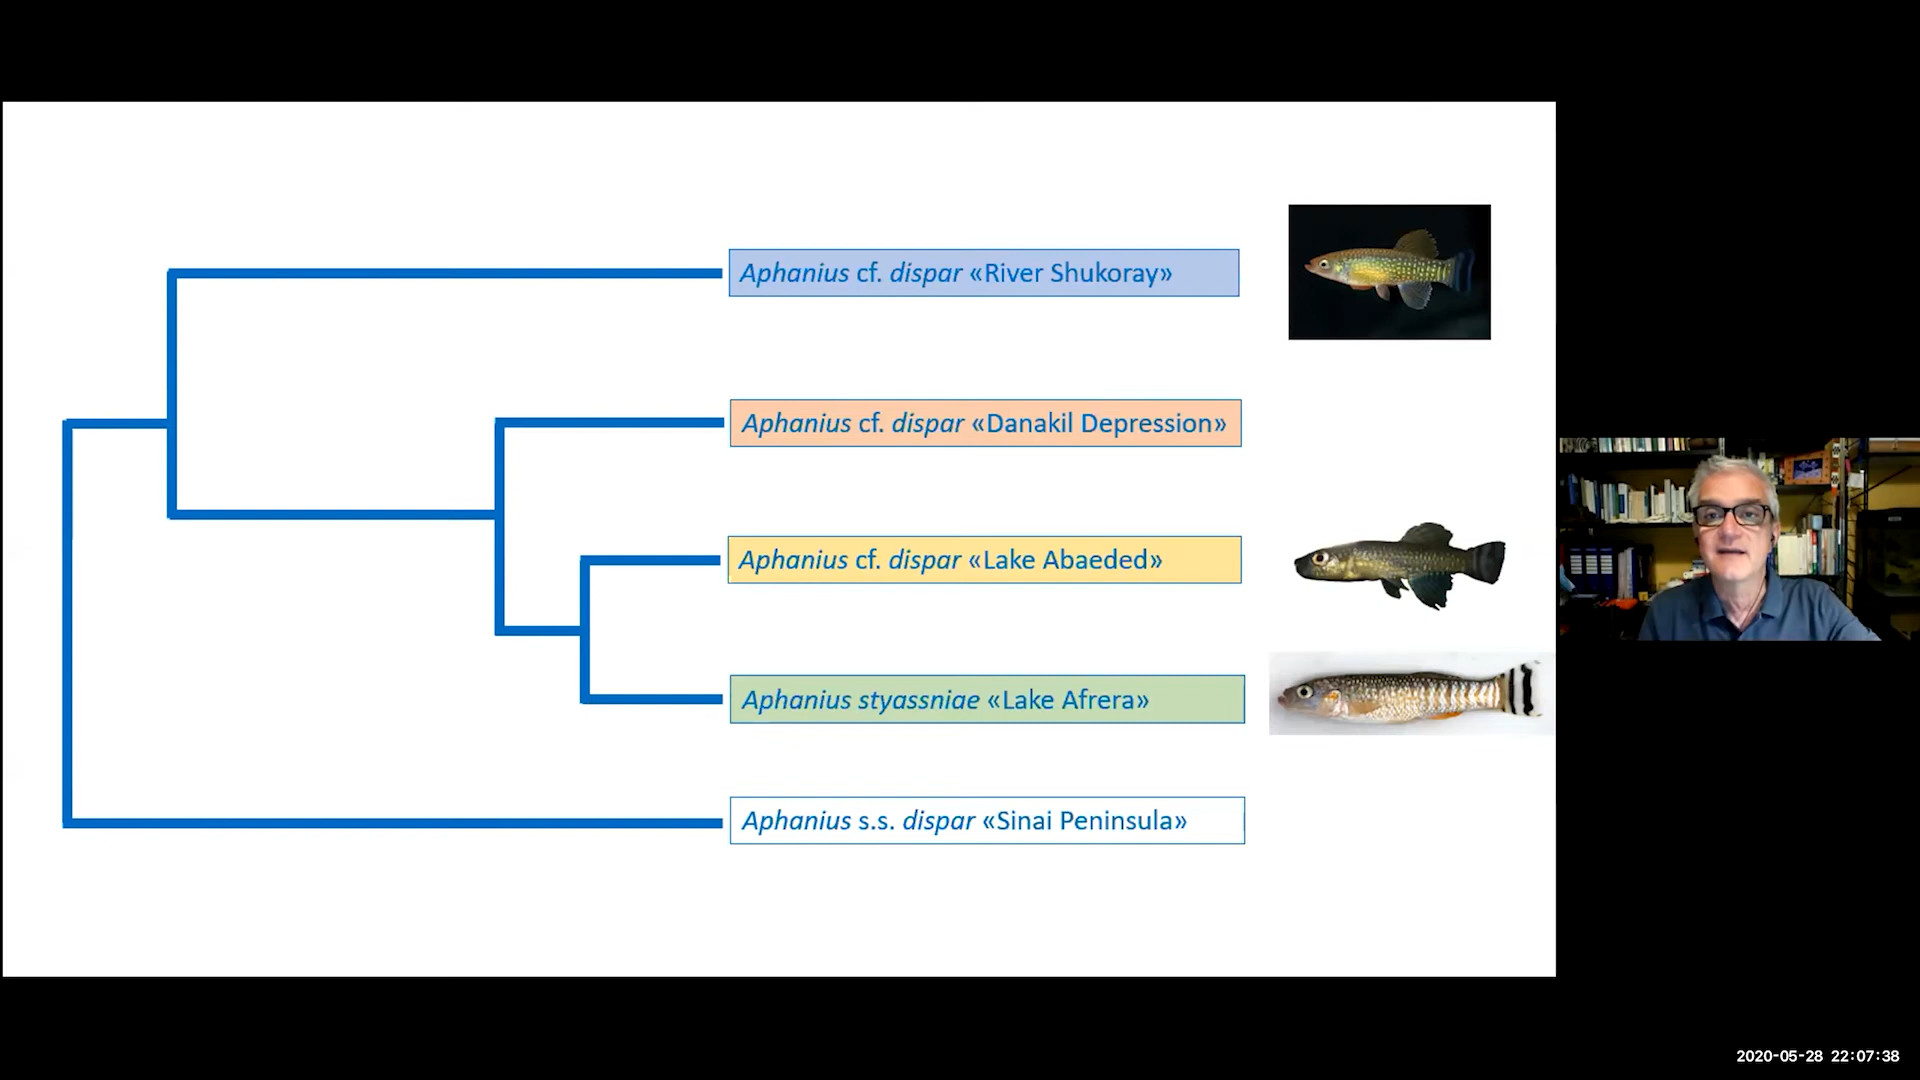 Aphanius cf. dispar «River Shukoray»
Aphanius cf. dispar «Danakil Depression»
Aphanius cf. dispar «Lake Abaeded»
Aphanius styassniae «Lake Afrera»
Aphanius s.s. dispar «Sinai Peninsula»
2020-05-28 22:07:38